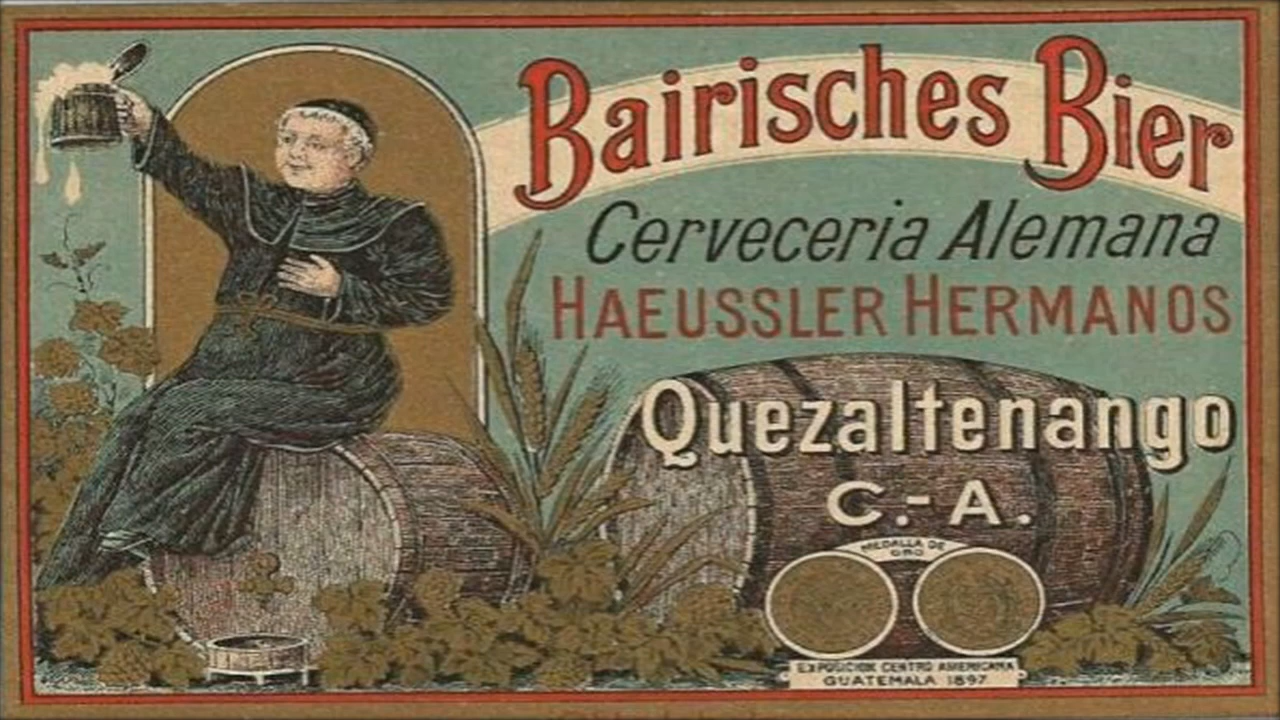 Bairisches Bier
Cerveceria Alemana
HAEUSSLER HERMANOS
Quezaltenango
C.-A.
MEDALLA DE
ORO
EXPOSICION CENTRO AMERICANA
GUATEMALA 1897